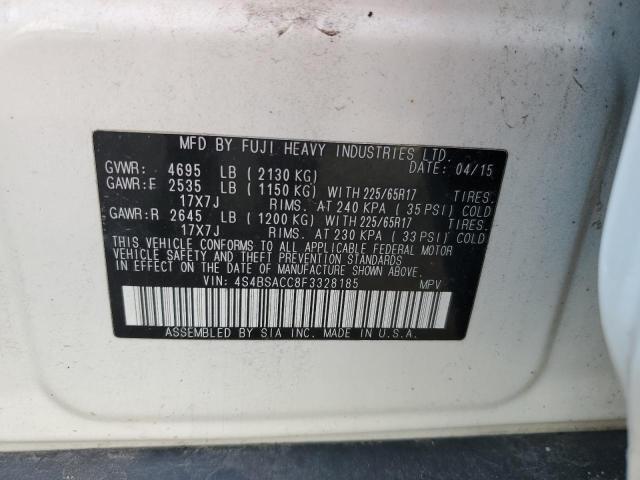 MFD BY FUJI HEAVY INDUSTRIES LTD.
GVWR: 4695 LB ( 2130 KG) DATE: 04/15
GAWR:F 2535 LB ( 1150 KG) WITH 225/65R17 TIRES.
17X7J RIMS. AT 240 KPA ( 35 PSI) COLD
GAWR:R 2645 LB ( 1200 KG) WITH 225/65R17 TIRES.
17X7J RIMS. AT 230 KPA ( 33 PSI) COLD
THIS VEHICLE CONFORMS TO ALL APPLICABLE FEDERAL MOTOR
VEHICLE SAFETY AND THEFT PREVENTION STANDARDS
IN EFFECT ON THE DATE OF MANUFACTURE SHOWN ABOVE.
VIN: 4S4BSACC8F3328185 MPV
ASSEMBLED BY SIA INC. MADE IN U.S.A.